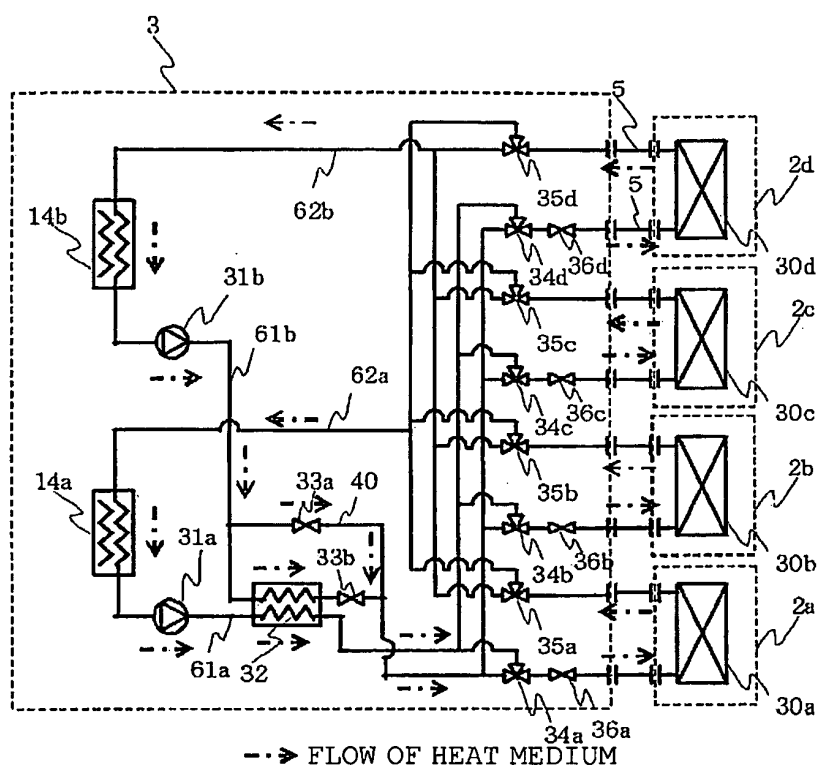 3
5
35d
2d
62b
5
14b
34d
36d
30d
31b
61b
35c
2c
62a
34c
36c
30c
14a
33a
40
35b
2b
31a
33b
34b
36b
30b
61a
32
35a
2a
34a
36a
30a
FLOW OF HEAT MEDIUM